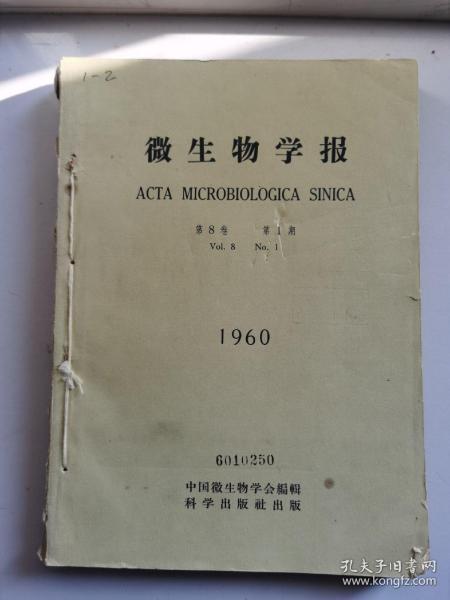 1-2
微生物学报
ACTA MICROBIOLOGICA SINICA
第8卷 第1期
Vol. 8 No. 1
1960
6010250
中国微生物学会編輯
科学出版社出版
孔夫子旧书网
www.kongfz.com